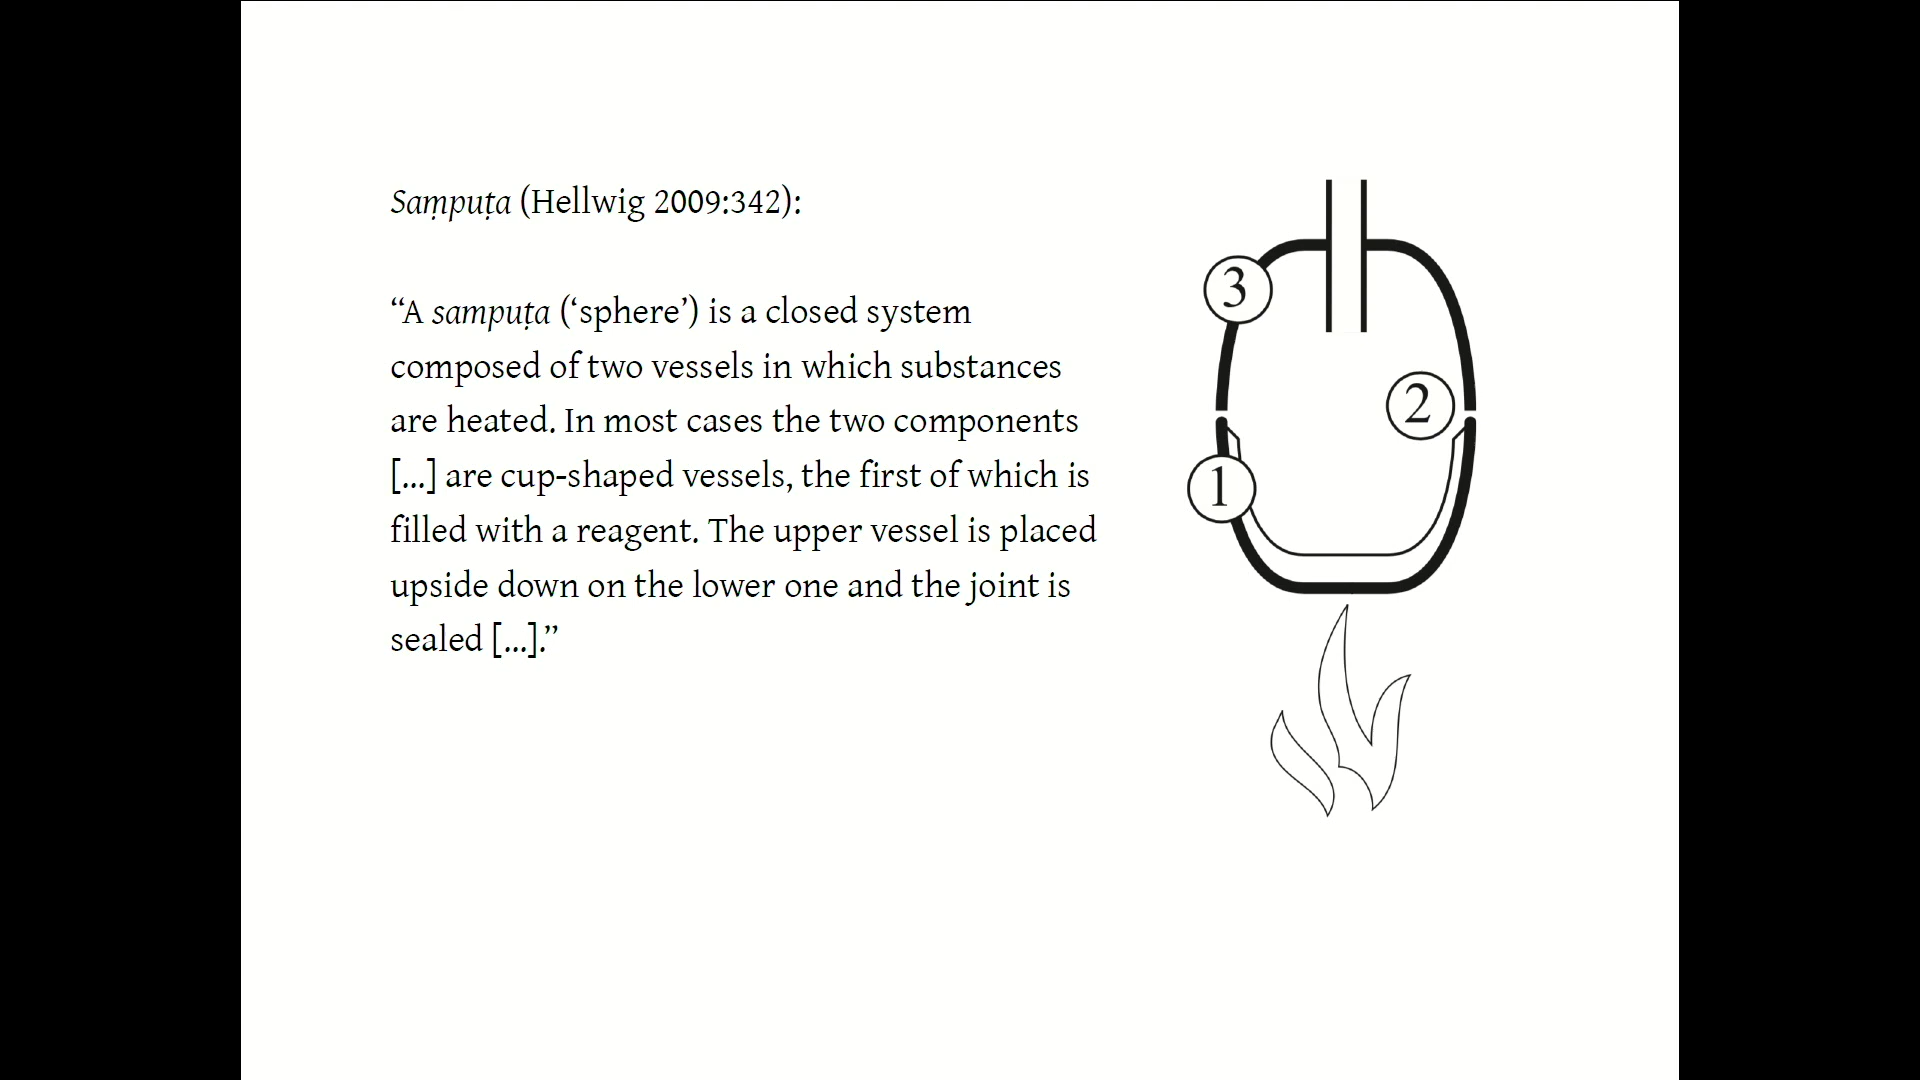 Saṃpuṭa (Hellwig 2009:342):
“A sampuṭa (‘sphere’) is a closed system
composed of two vessels in which substances
are heated. In most cases the two components
[...] are cup-shaped vessels, the first of which is
filled with a reagent. The upper vessel is placed
upside down on the lower one and the joint is
sealed [...].”
3
2
1